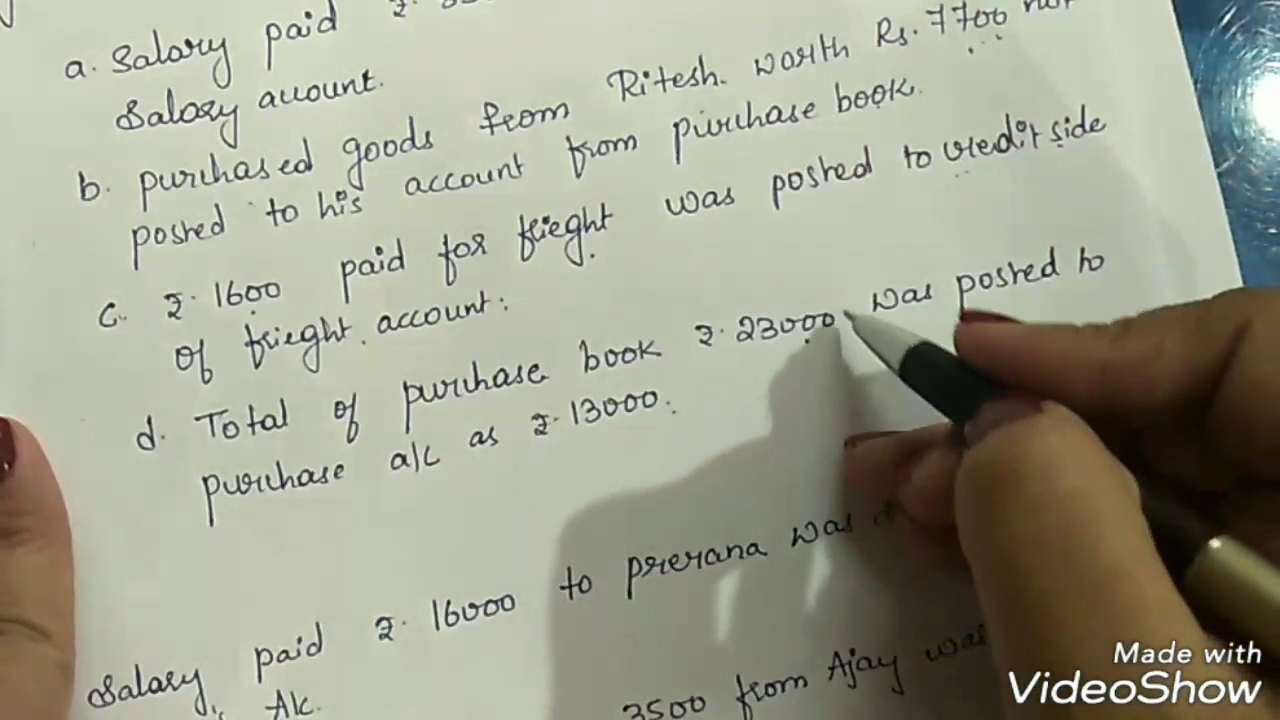 a. Salary paid ₹.
Salary account.
b. purchased goods from Ritesh. worth Rs. 7700 not
posted to his account from purchase book.
c. ₹. 1600 paid for frieght was posted to credit side
of frieght account:
d. Total of purchase book ₹. 23000 was posted to
purchase a/c as ₹. 13000.
Salary paid ₹. 16000 to prerana was
A/c.
3500 from Ajay was
Made with
VideoShow